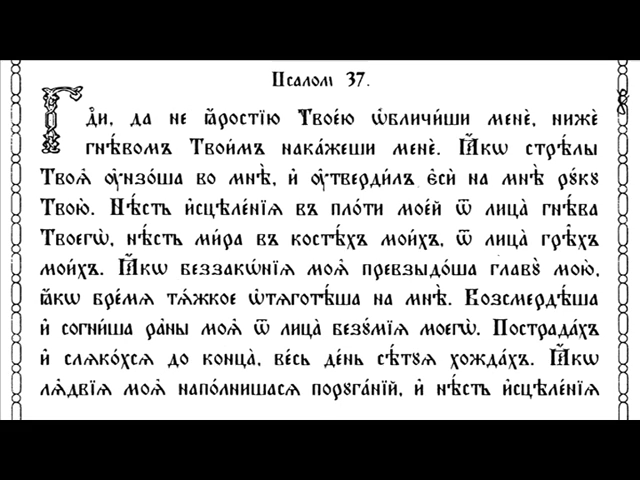 Псаломъ 37.
Гдⷭ҇и, да не ꙗ҆́ростїю Твое́ю ѡ҆бличи́ши менѐ, нижѐ
гнѣ́вомъ Твои́мъ нака́жеши менѐ. Ꙗ҆́кѡ стрѣ́лы
Твоѧ̑ ᲂу҆нзо́ша во мнѣ̀, и҆ ᲂу҆тверди́лъ є҆сѝ на мнѣ̀ рꙋ́кꙋ
Твою̀. Нѣ́сть и҆сцѣле́нїѧ въ пло́ти мое́й ѿ лица̀ гнѣ́ва
Твоегѡ̀, нѣ́сть ми́ра въ косте́хъ мои́хъ, ѿ лица̀ грѣ̑хъ
мои́хъ. Ꙗ҆́кѡ беззакѡ́нїѧ моѧ̑ превзыдо́ша главꙋ̀ мою̀,
ꙗ҆́кѡ бре́мѧ тѧ́жкое ѡ҆тѧготѣ́ша на мнѣ̀. Возсмердѣ́ша
и҆ согни́ша ра̑ны моѧ̑ ѿ лица̀ безꙋ́мїѧ моегѡ̀. Пострада́хъ
и҆ слѧко́хсѧ до конца̀, ве́сь де́нь сѣ́тꙋѧ хожда́хъ. Ꙗ҆́кѡ
лѧ̑двїѧ моѧ̑ напо́лнишасѧ порꙋга́нїй, и҆ нѣ́сть и҆сцѣле́нїѧ